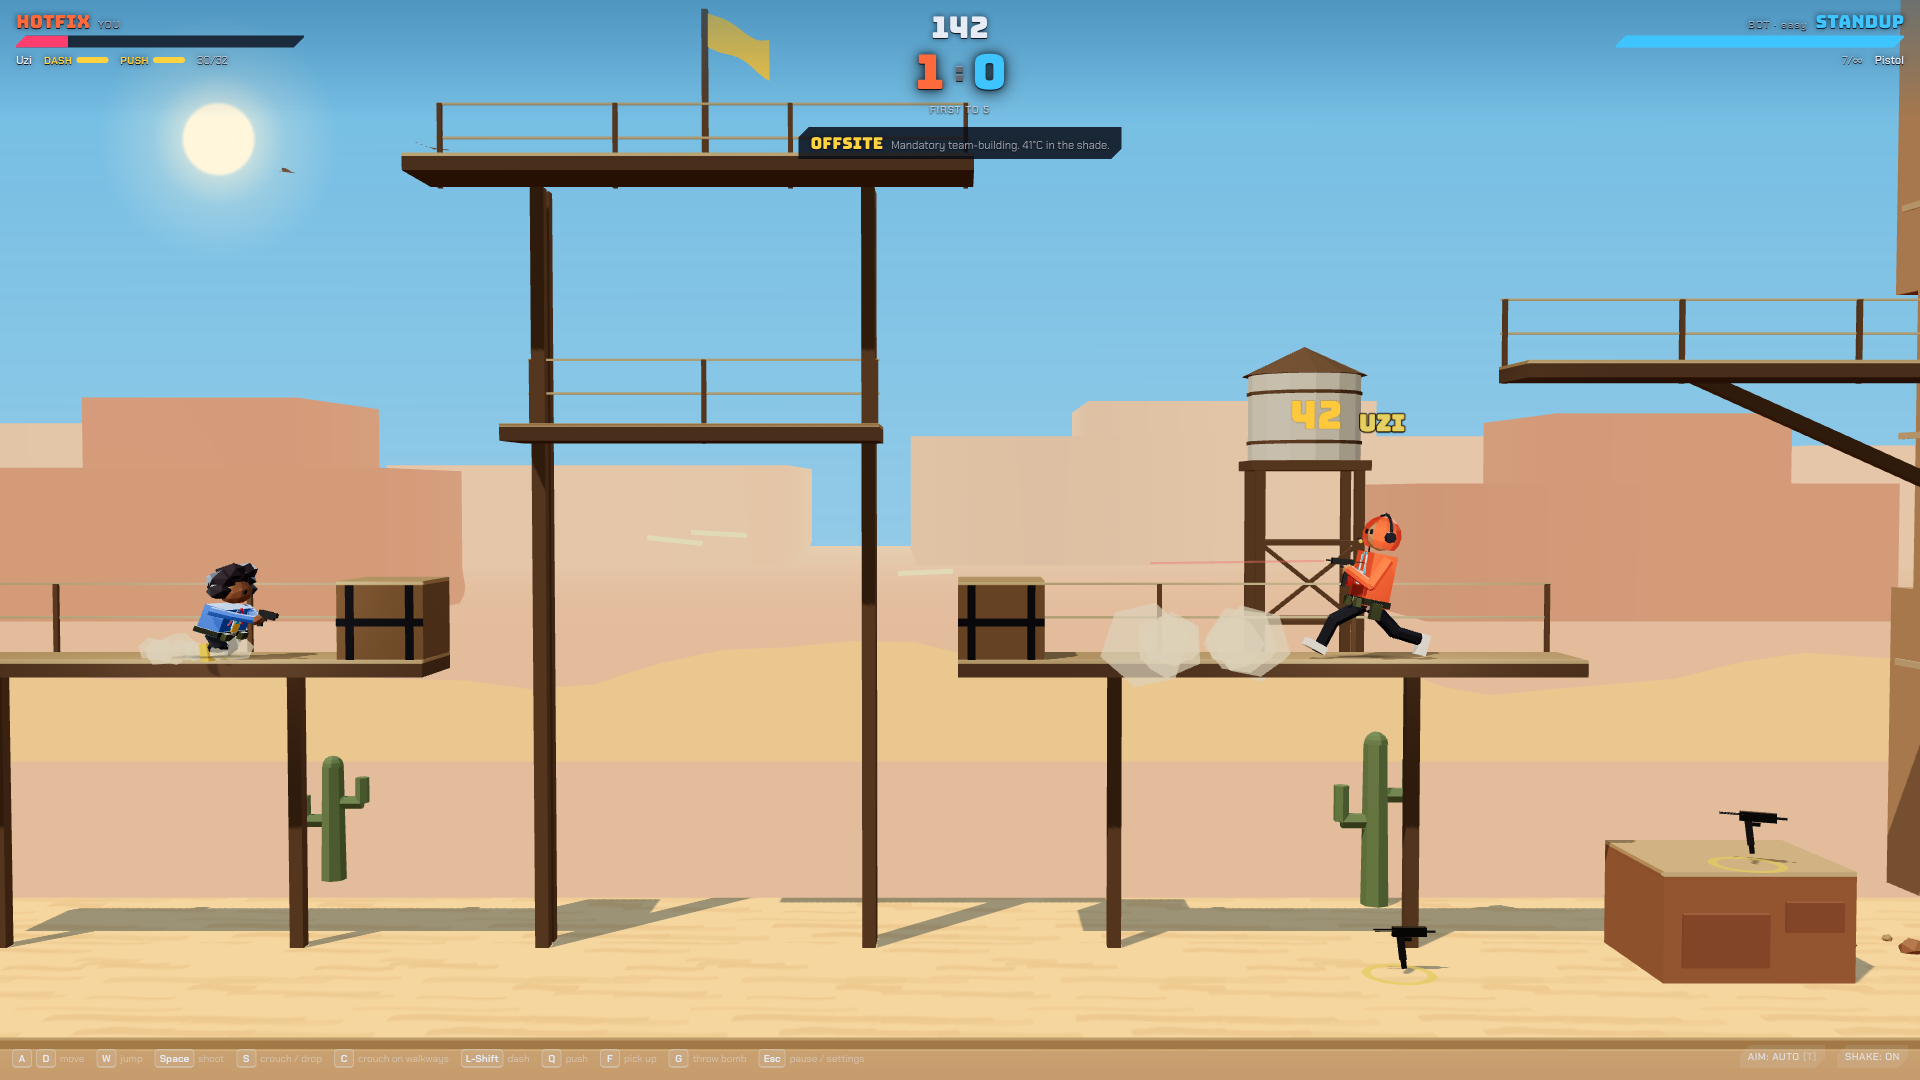 HOTFIX YOU
Uzi DASH PUSH 30/32
142
1 : 0
FIRST TO 5
BOT · easy STANDUP
7/∞ Pistol
OFFSITE Mandatory team-building. 41°C in the shade.
42
UZI
A D move W jump Space shoot S crouch / drop C crouch on walkways L-Shift dash Q push F pick up G throw bomb Esc pause / settings
AIM: AUTO [T] SHAKE: ON